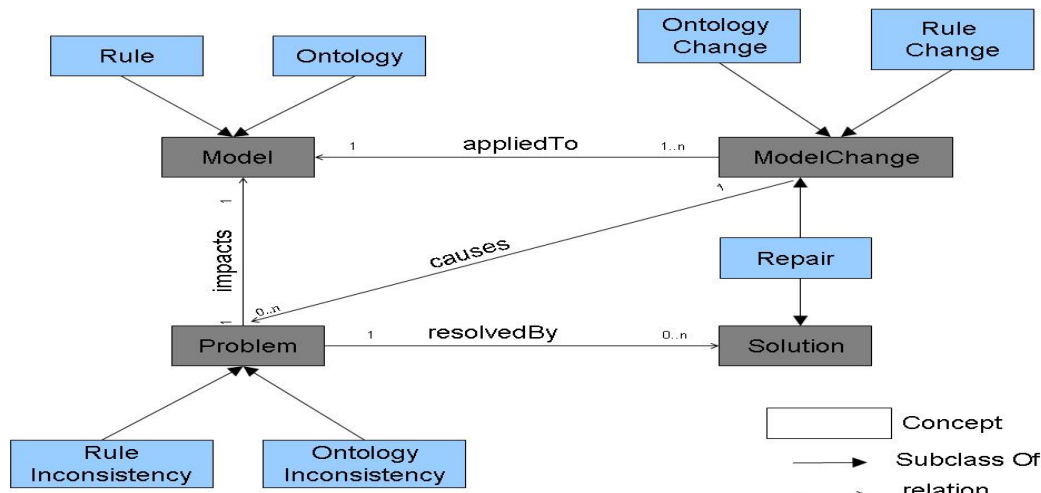 Rule
Ontology
Ontology
Change
Rule
Change
Model
1
appliedTo
1..n
ModelChange
1
impacts
1
1
causes
0..n
Repair
Problem
1
resolvedBy
0..n
Solution
Rule
Inconsistency
Ontology
Inconsistency
Concept
Subclass Of
relation